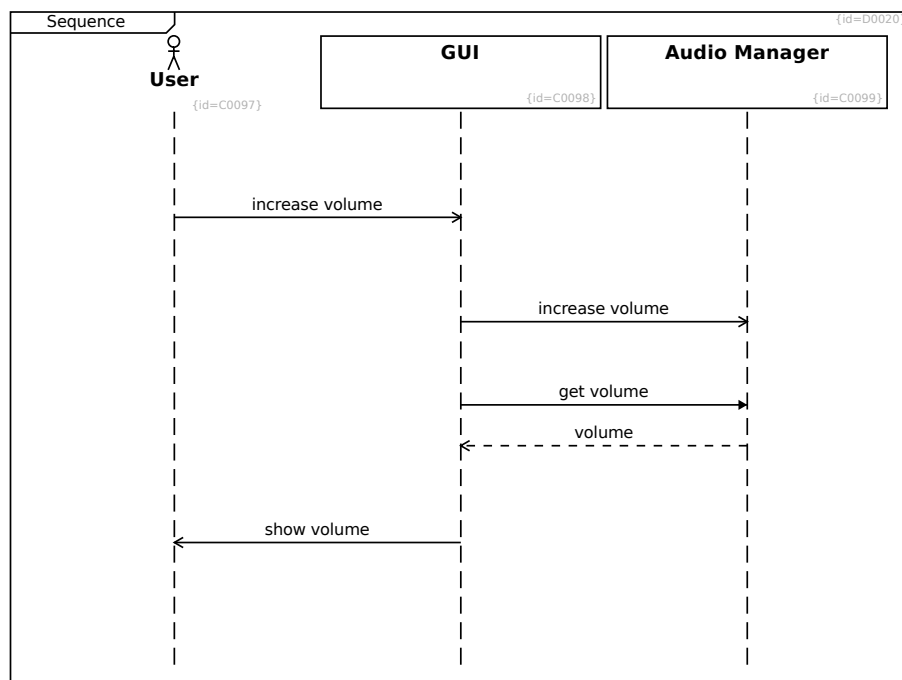 Sequence
{id=D0020}
User
{id=C0097}
GUI
{id=C0098}
Audio Manager
{id=C0099}
increase volume
increase volume
get volume
volume
show volume